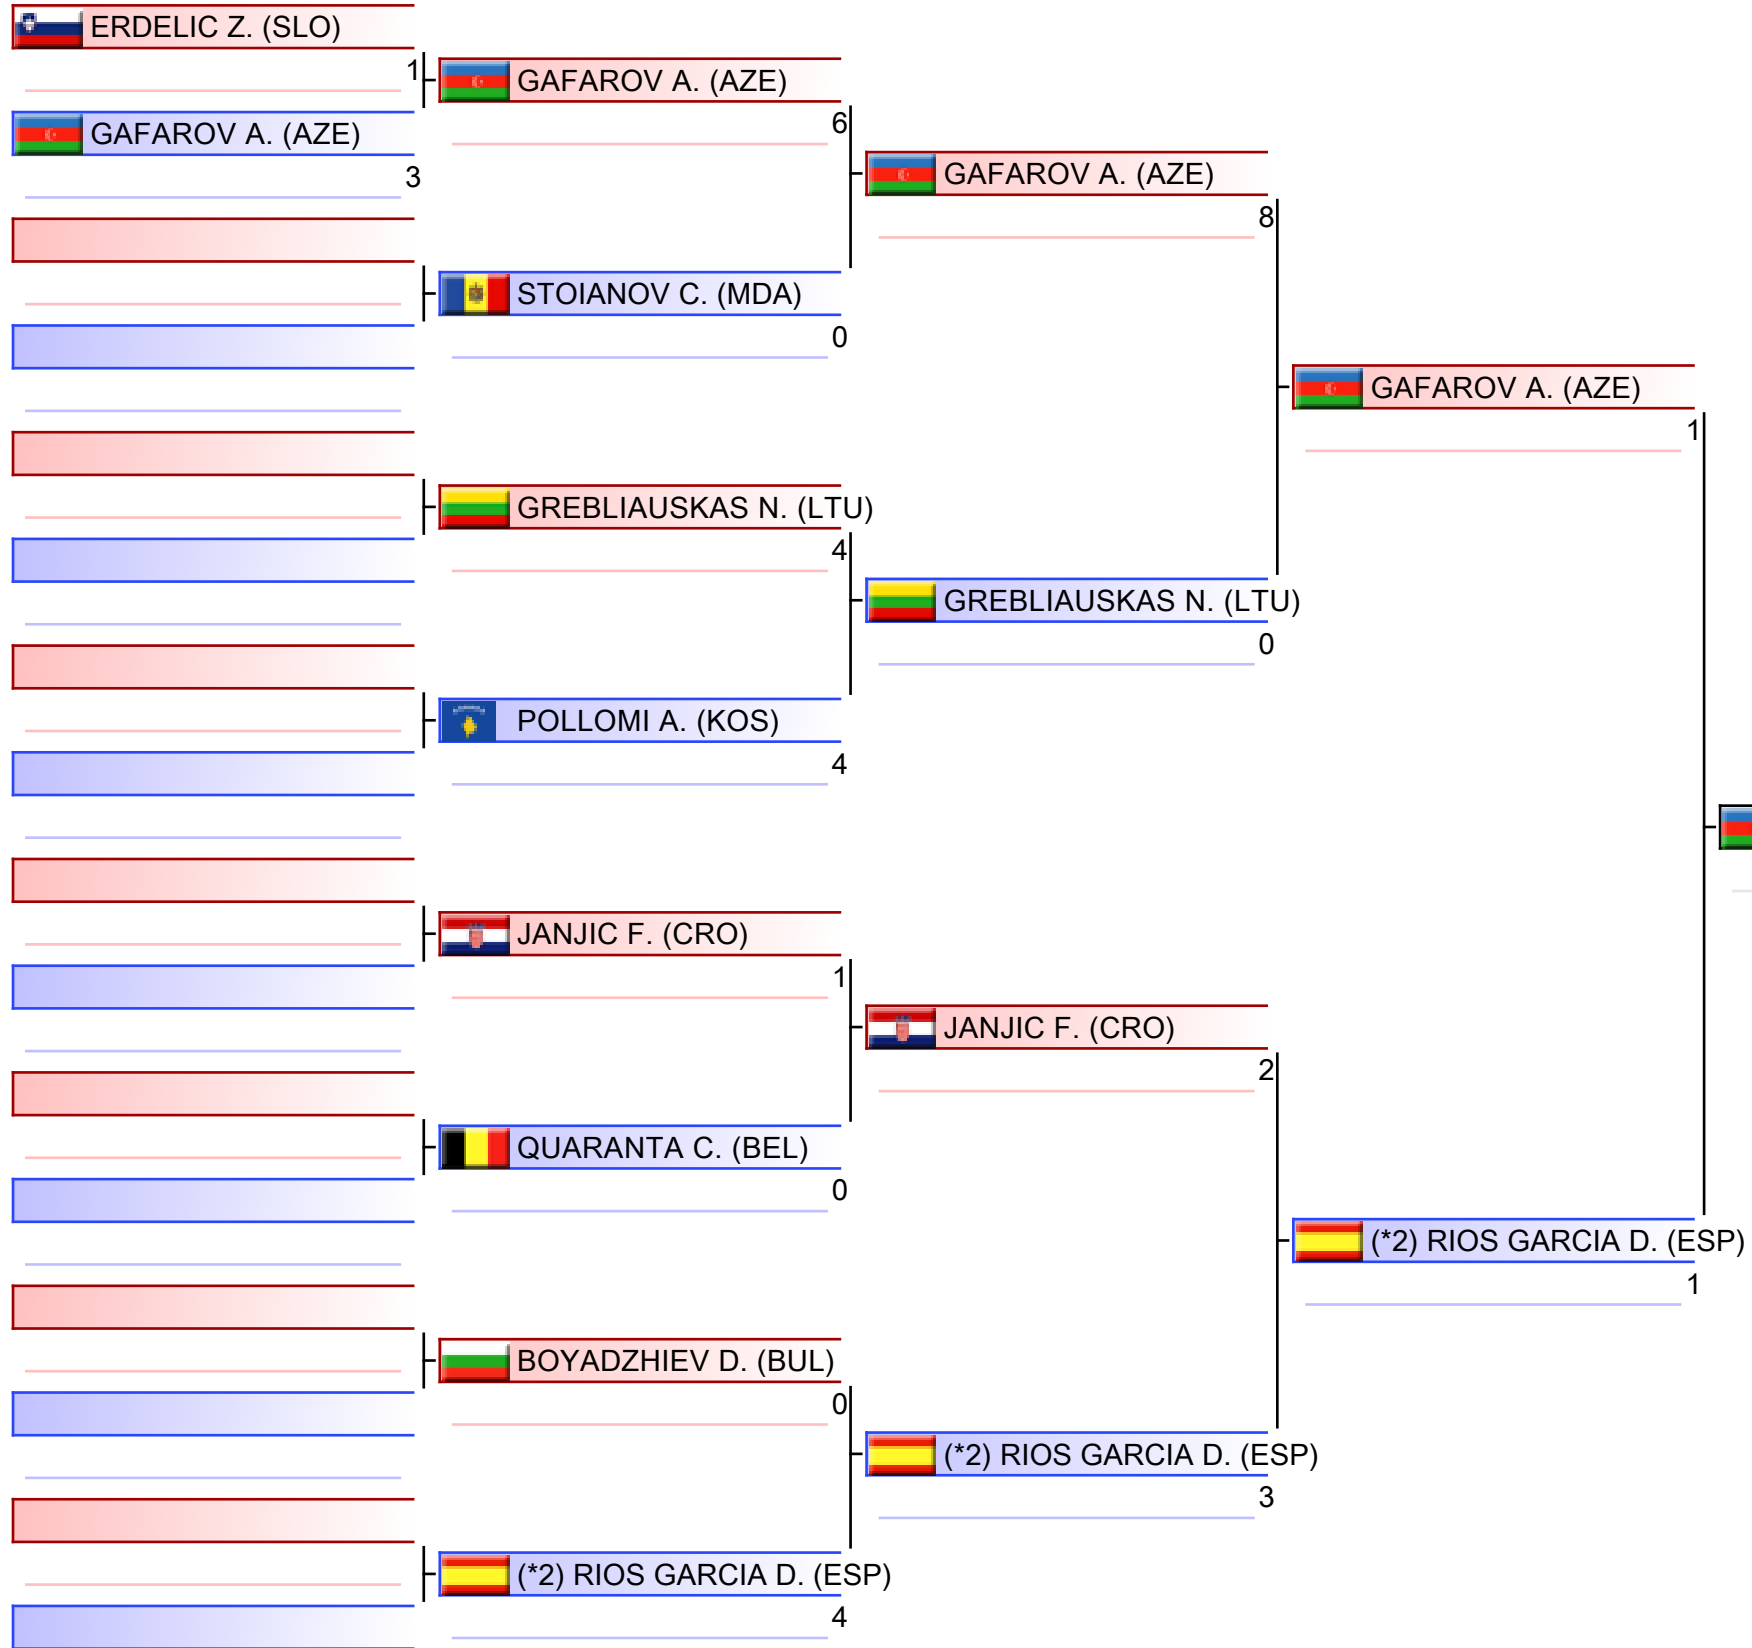 ERDELIC Z. (SLO)
1
GAFAROV A. (AZE)
3
GAFAROV A. (AZE)
6
STOIANOV C. (MDA)
0
GREBLIAUSKAS N. (LTU)
4
POLLOMI A. (KOS)
4
JANJIC F. (CRO)
1
QUARANTA C. (BEL)
0
BOYADZHIEV D. (BUL)
0
(*2) RIOS GARCIA D. (ESP)
4
GAFAROV A. (AZE)
8
GREBLIAUSKAS N. (LTU)
0
JANJIC F. (CRO)
2
(*2) RIOS GARCIA D. (ESP)
3
GAFAROV A. (AZE)
1
(*2) RIOS GARCIA D. (ESP)
1